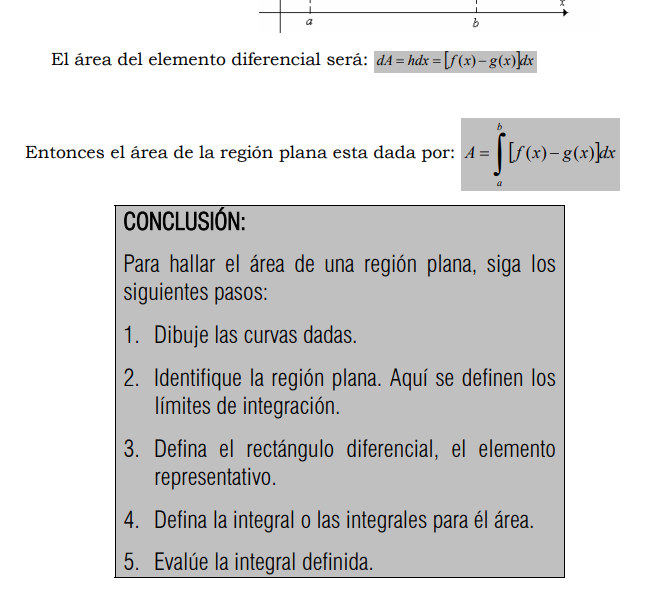 x
a b
El área del elemento diferencial será: dA = hdx = [f(x) − g(x)]dx
Entonces el área de la región plana esta dada por: A = ∫_a^b [f(x) − g(x)]dx
CONCLUSIÓN:
Para hallar el área de una región plana, siga los
siguientes pasos:
1. Dibuje las curvas dadas.
2. Identifique la región plana. Aquí se definen los
límites de integración.
3. Defina el rectángulo diferencial, el elemento
representativo.
4. Defina la integral o las integrales para él área.
5. Evalúe la integral definida.